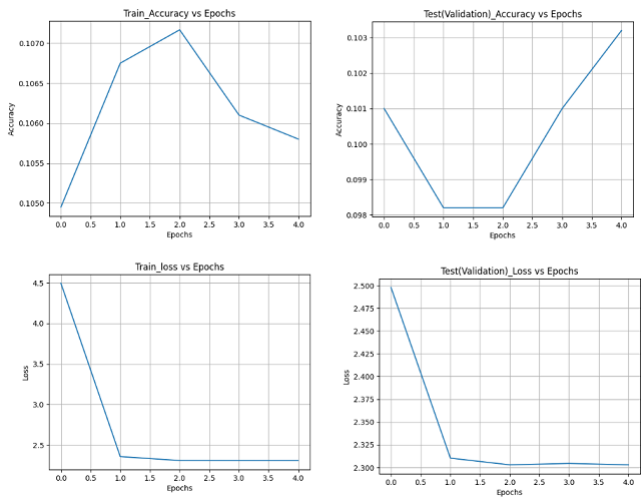 Train_Accuracy vs Epochs
0.1070
0.1065
0.1060
0.1055
0.1050
Accuracy
0.0 0.5 1.0 1.5 2.0 2.5 3.0 3.5 4.0
Epochs
Test(Validation)_Accuracy vs Epochs
0.103
0.102
0.101
0.100
0.099
0.098
Accuracy
0.0 0.5 1.0 1.5 2.0 2.5 3.0 3.5 4.0
Epochs
Train_loss vs Epochs
4.5
4.0
3.5
3.0
2.5
Loss
0.0 0.5 1.0 1.5 2.0 2.5 3.0 3.5 4.0
Epochs
Test(Validation)_Loss vs Epochs
2.500
2.475
2.450
2.425
2.400
2.375
2.350
2.325
2.300
Loss
0.0 0.5 1.0 1.5 2.0 2.5 3.0 3.5 4.0
Epochs